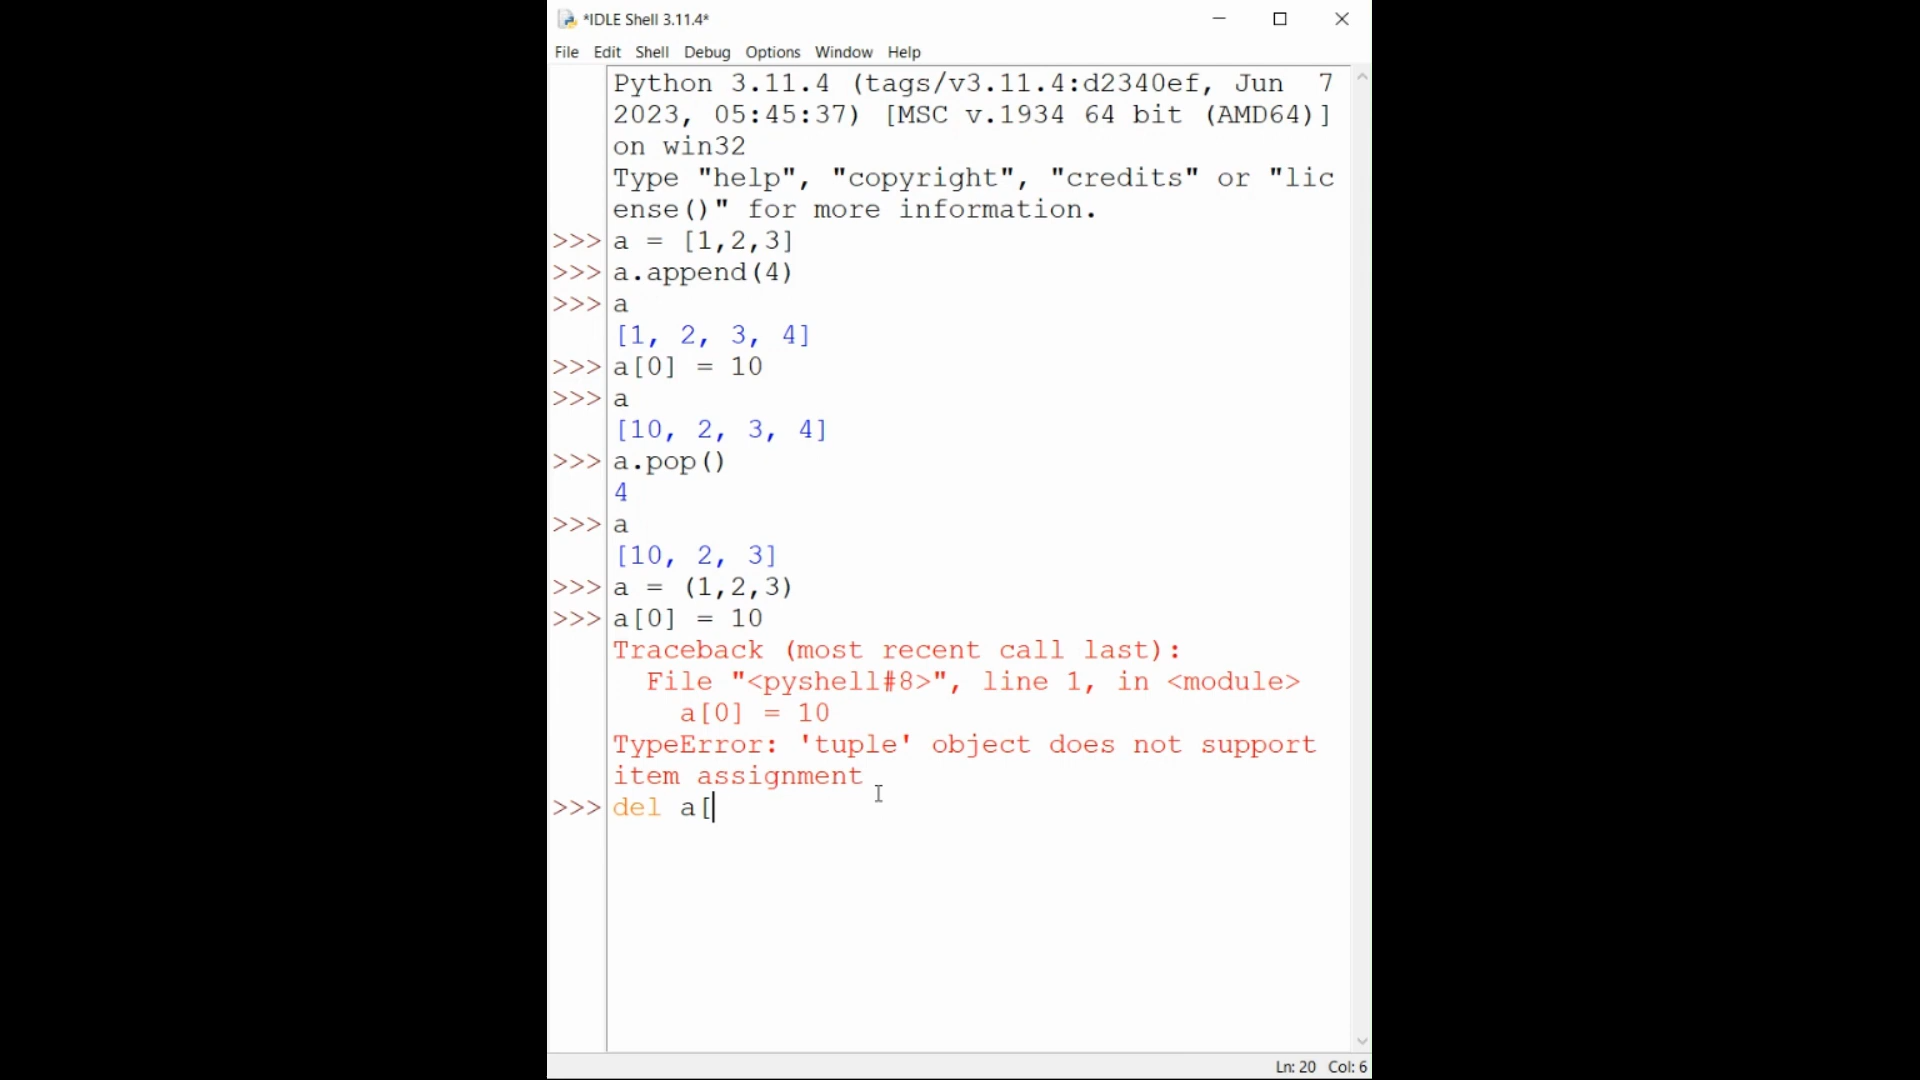 *IDLE Shell 3.11.4*
File Edit Shell Debug Options Window Help
Python 3.11.4 (tags/v3.11.4:d2340ef, Jun  7
2023, 05:45:37) [MSC v.1934 64 bit (AMD64)]
on win32
Type "help", "copyright", "credits" or "lic
ense()" for more information.
>>> a = [1,2,3]
>>> a.append(4)
>>> a
[1, 2, 3, 4]
>>> a[0] = 10
>>> a
[10, 2, 3, 4]
>>> a.pop()
4
>>> a
[10, 2, 3]
>>> a = (1,2,3)
>>> a[0] = 10
Traceback (most recent call last):
  File "<pyshell#8>", line 1, in <module>
    a[0] = 10
TypeError: 'tuple' object does not support
item assignment
>>> del a[
Ln: 20 Col: 6